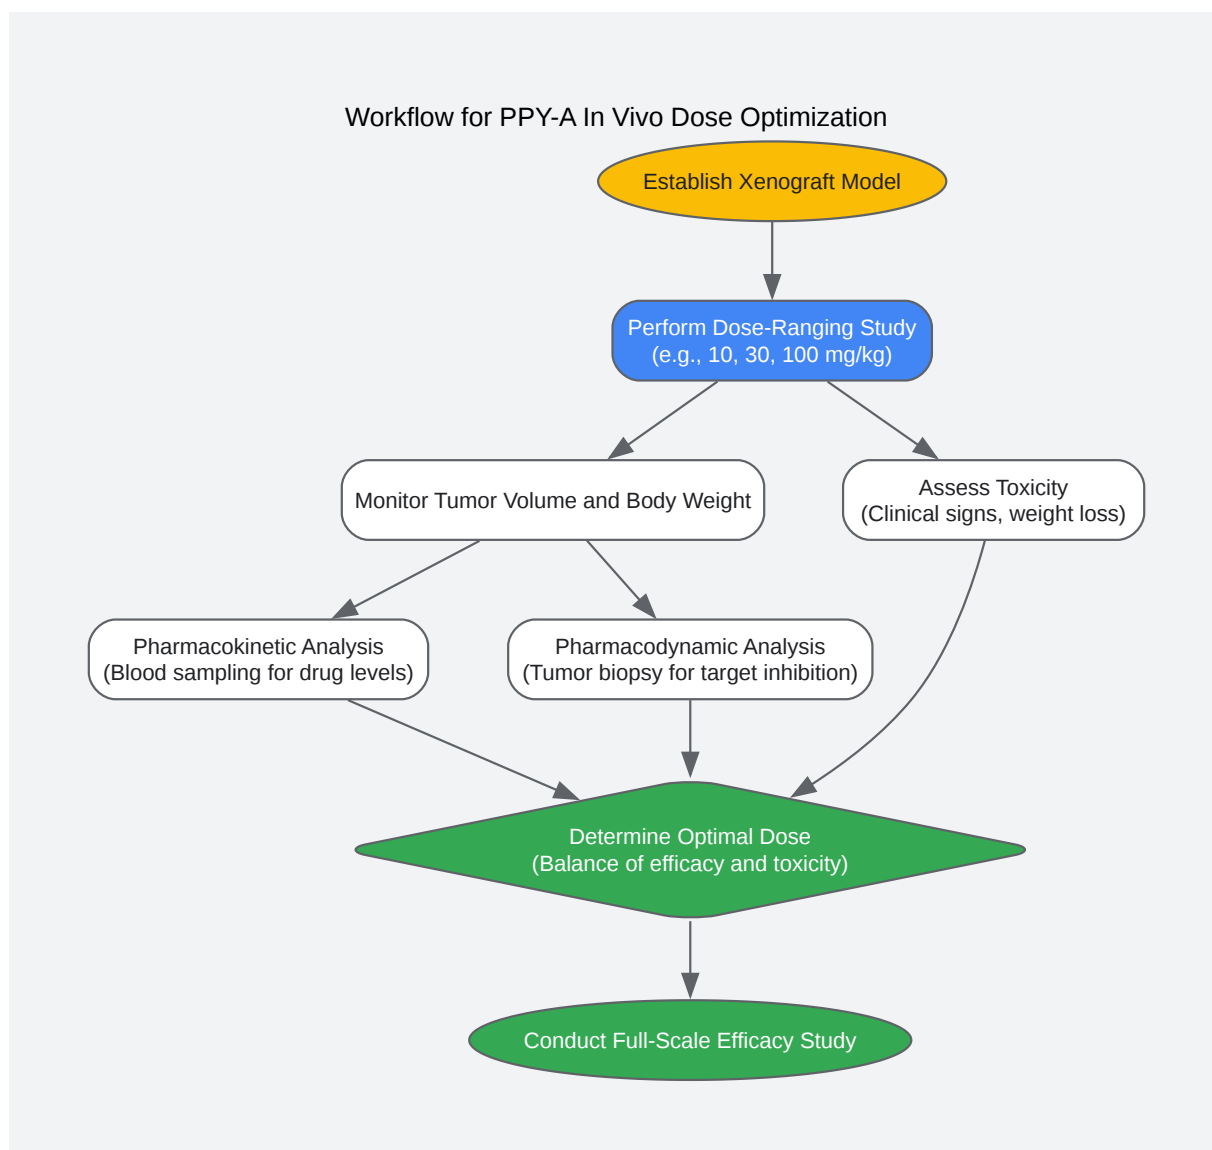 Workflow for PPY-A In Vivo Dose Optimization
Establish Xenograft Model
Perform Dose-Ranging Study
(e.g., 10, 30, 100 mg/kg)
Monitor Tumor Volume and Body Weight
Assess Toxicity
(Clinical signs, weight loss)
Pharmacokinetic Analysis
(Blood sampling for drug levels)
Pharmacodynamic Analysis
(Tumor biopsy for target inhibition)
Determine Optimal Dose
(Balance of efficacy and toxicity)
Conduct Full-Scale Efficacy Study